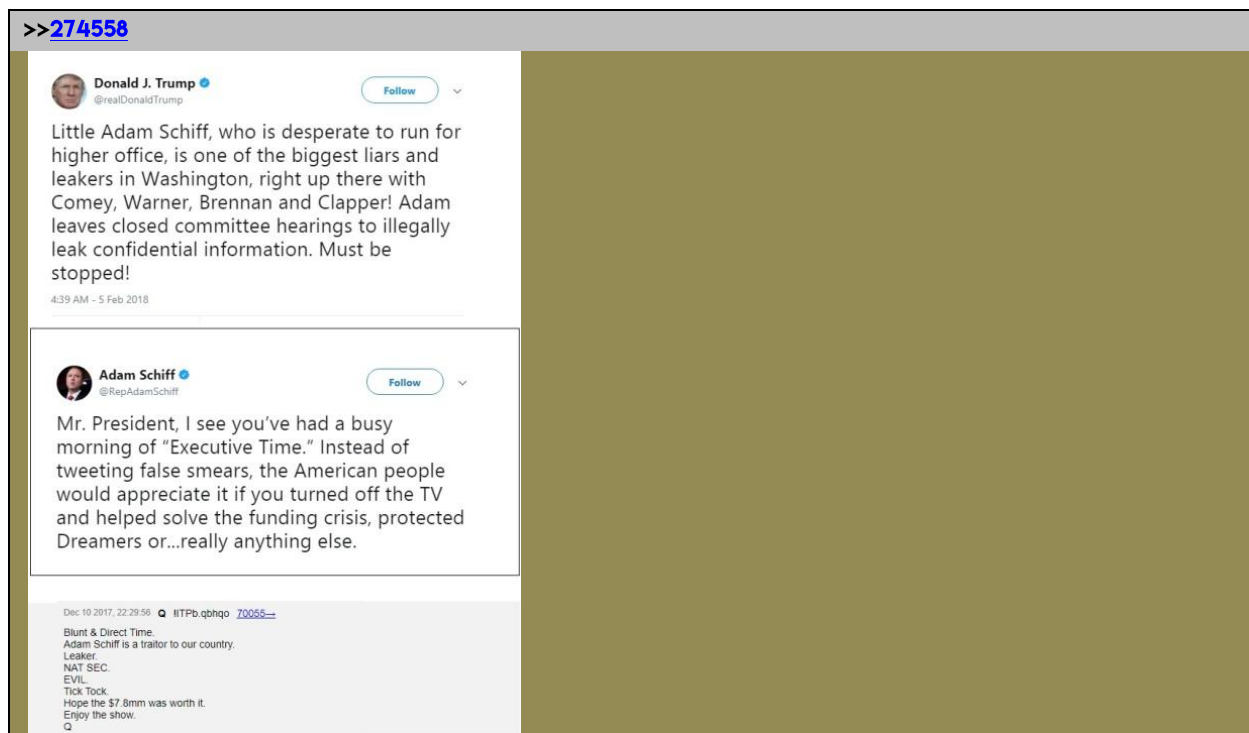 >>274558
Donald J. Trump
@realDonaldTrump
Follow
Little Adam Schiff, who is desperate to run for
higher office, is one of the biggest liars and
leakers in Washington, right up there with
Comey, Warner, Brennan and Clapper! Adam
leaves closed committee hearings to illegally
leak confidential information. Must be
stopped!
4:39 AM - 5 Feb 2018
Adam Schiff
@RepAdamSchiff
Follow
Mr. President, I see you’ve had a busy
morning of “Executive Time.” Instead of
tweeting false smears, the American people
would appreciate it if you turned off the TV
and helped solve the funding crisis, protected
Dreamers or...really anything else.
Dec 10 2017, 22:29:56 Q !ITPb.qbhqo 70055→
Blunt & Direct Time.
Adam Schiff is a traitor to our country.
Leaker.
NAT SEC.
EVIL.
Tick Tock.
Hope the $7.8mm was worth it.
Enjoy the show.
Q